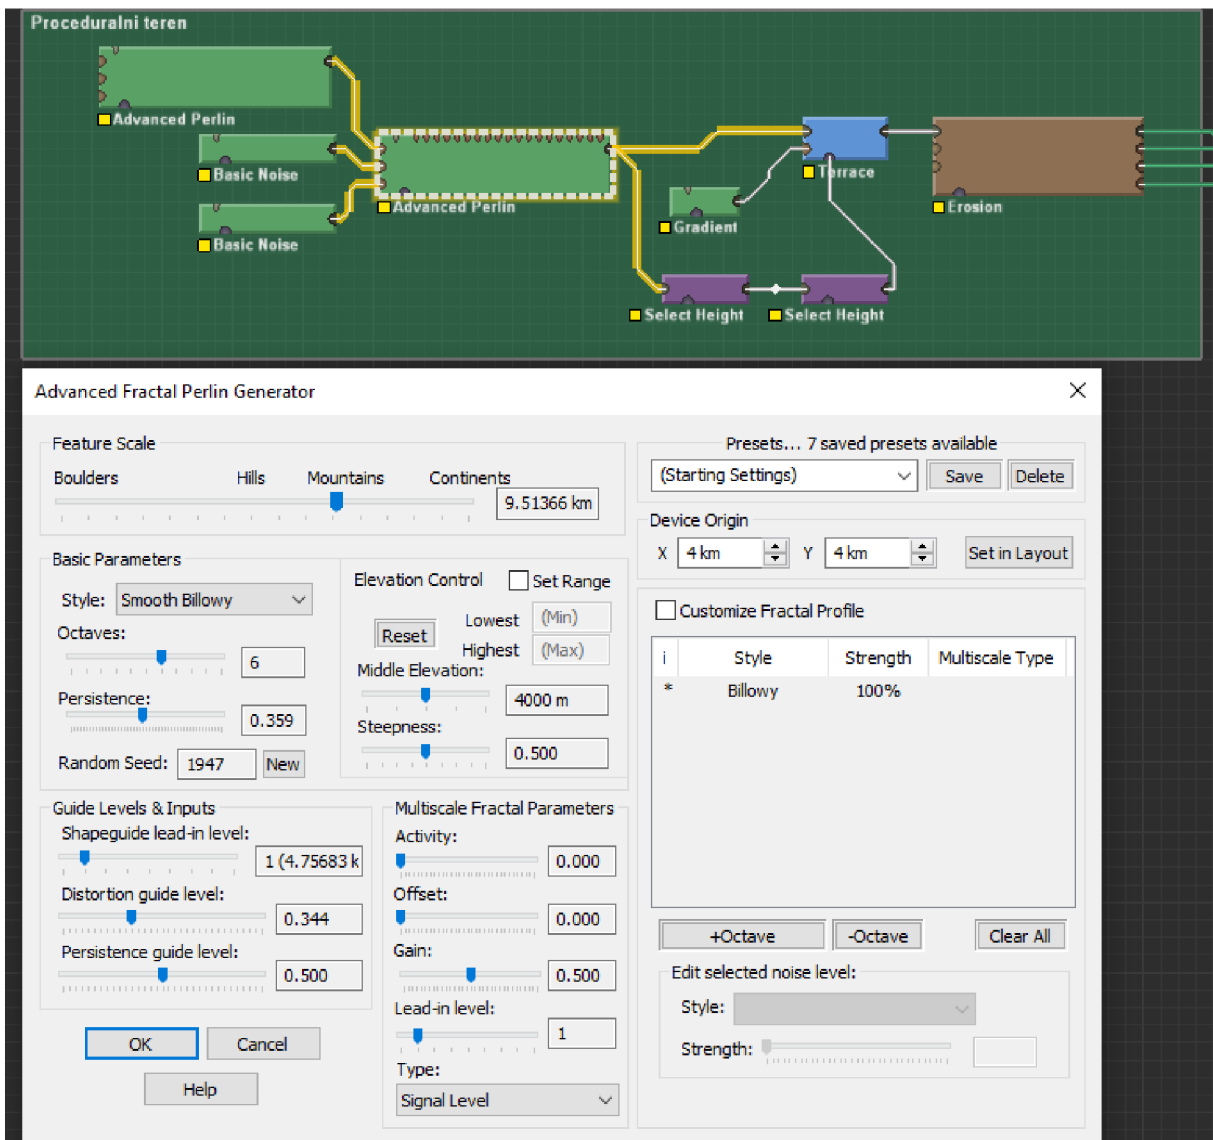 Proceduralni teren
Advanced Perlin
Basic Noise
Basic Noise
Advanced Perlin
Terrace
Gradient
Erosion
Select Height
Select Height
Advanced Fractal Perlin Generator
Feature Scale
Boulders Hills Mountains Continents
9.51366 km
Presets... 7 saved presets available
(Starting Settings) Save Delete
Device Origin
X 4 km Y 4 km Set in Layout
Basic Parameters
Style: Smooth Billowy
Octaves:
6
Persistence:
0.359
Random Seed: 1947 New
Elevation Control Set Range
Reset Lowest (Min)
Highest (Max)
Middle Elevation:
4000 m
Steepness:
0.500
Customize Fractal Profile
i Style Strength Multiscale Type
* Billowy 100%
+Octave -Octave Clear All
Edit selected noise level:
Style:
Strength:
Guide Levels & Inputs
Shapeguide lead-in level:
1 (4.75683 k
Distortion guide level:
0.344
Persistence guide level:
0.500
Multiscale Fractal Parameters
Activity:
0.000
Offset:
0.000
Gain:
0.500
Lead-in level:
1
Type:
Signal Level
OK Cancel
Help